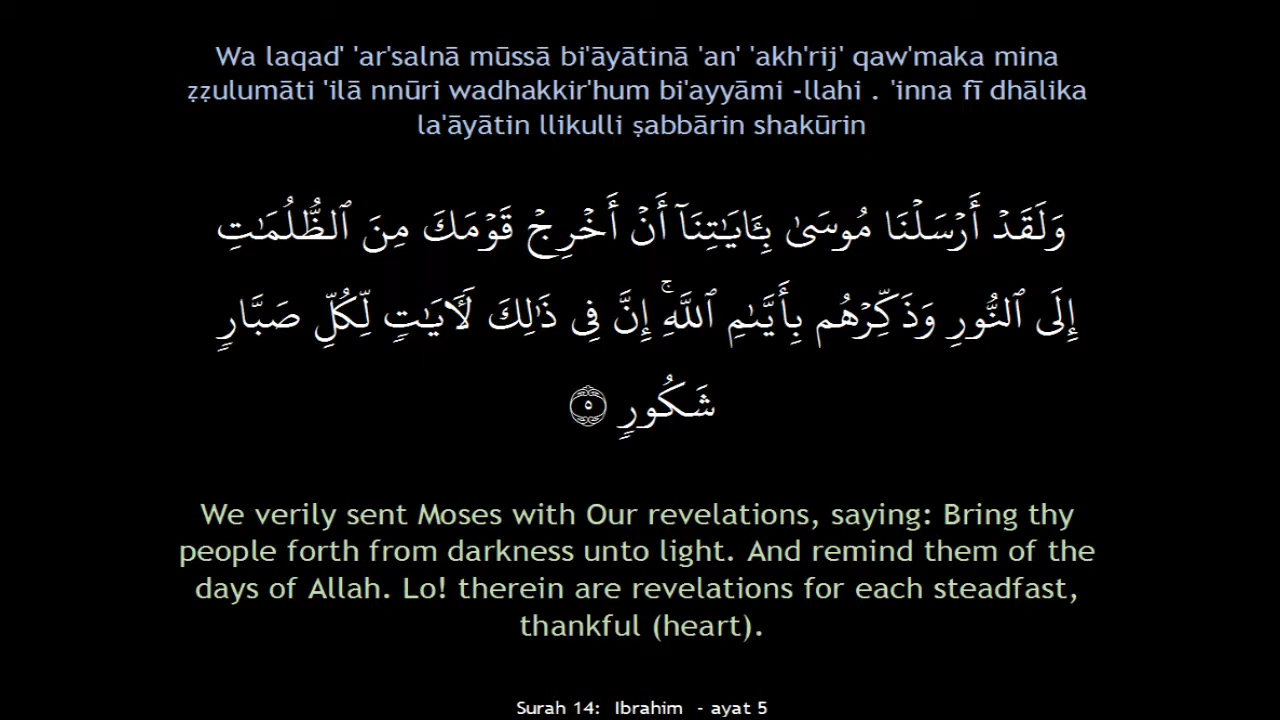 Wa laqad' 'ar'salnā mūssā bi'āyātinā 'an' 'akh'rij' qaw'maka mina
ẓẓulumāti 'ilā nnūri wadhakkir'hum bi'ayyāmi -llahi . 'inna fī dhālika
la'āyātin llikulli ṣabbārin shakūrin
وَلَقَدْ أَرْسَلْنَا مُوسَىٰ بِـَٔايَـٰتِنَآ أَنْ أَخْرِجْ قَوْمَكَ مِنَ ٱلظُّلُمَـٰتِ
إِلَى ٱلنُّورِ وَذَكِّرْهُم بِأَيَّىٰمِ ٱللَّهِ ۚ إِنَّ فِى ذَٰلِكَ لَـَٔايَـٰتٍ لِّكُلِّ صَبَّارٍ
شَكُورٍ ۝٥
We verily sent Moses with Our revelations, saying: Bring thy
people forth from darkness unto light. And remind them of the
days of Allah. Lo! therein are revelations for each steadfast,
thankful (heart).
Surah 14: Ibrahim - ayat 5